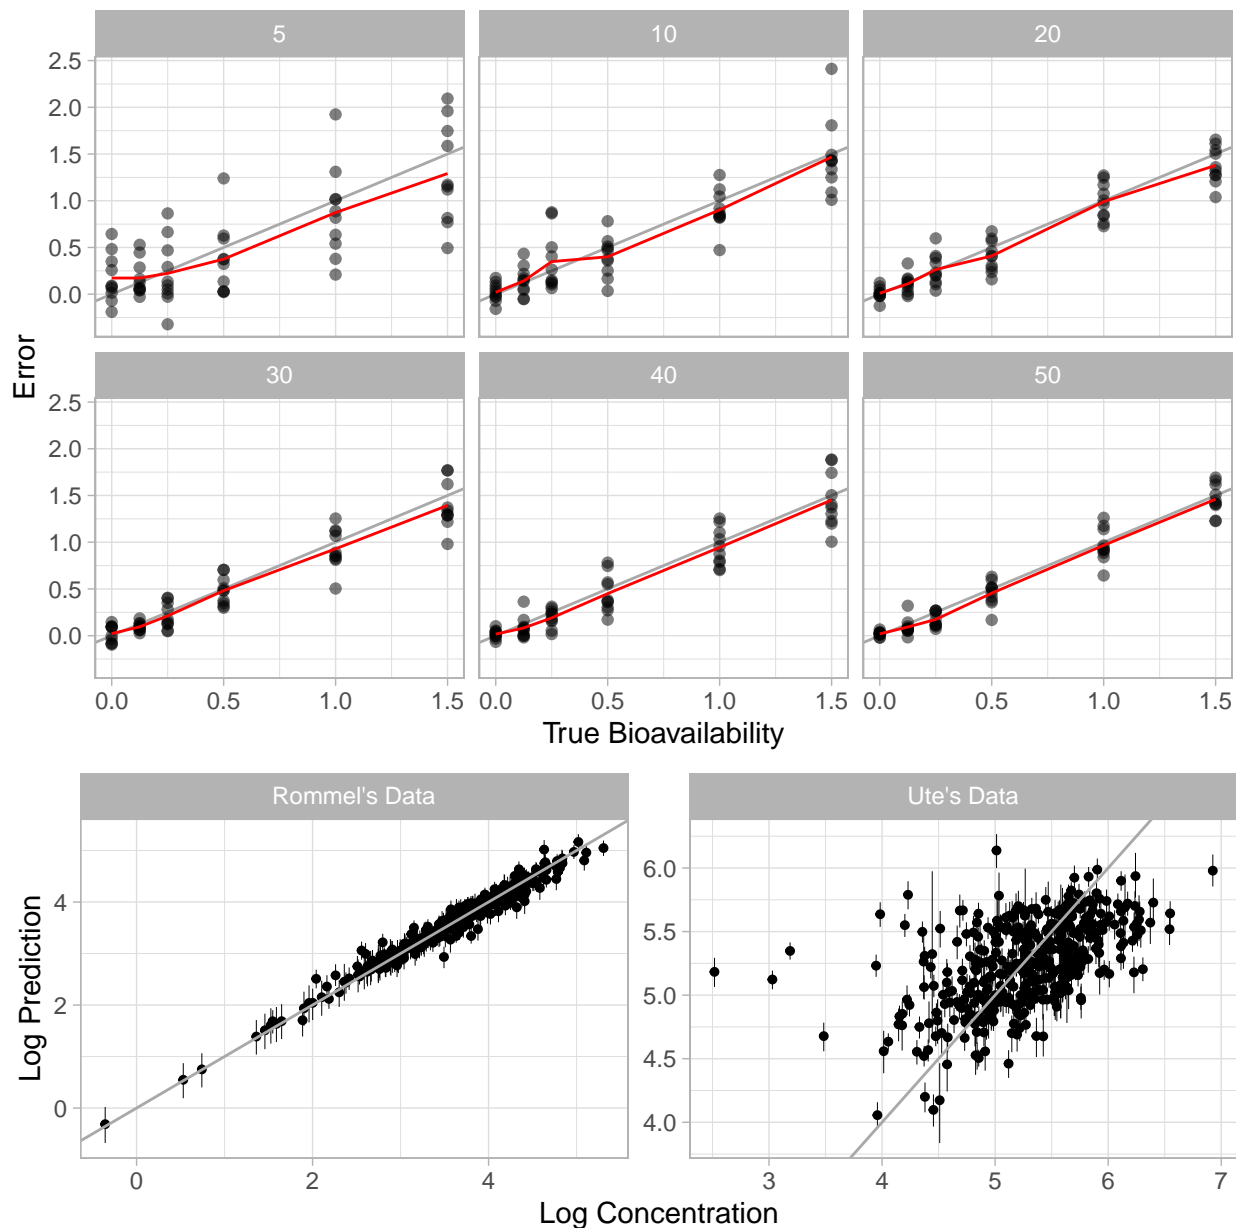 5 10 20
2.5
2.0
1.5
1.0
0.5
0.0
Error
30 40 50
2.5
2.0
1.5
1.0
0.5
0.0
0.0 0.5 1.0 1.5 0.0 0.5 1.0 1.5 0.0 0.5 1.0 1.5
True Bioavailability
Rommel's Data Ute's Data
Log Prediction
4
2
0
6.0
5.5
5.0
4.5
4.0
0 2 4 3 4 5 6 7
Log Concentration